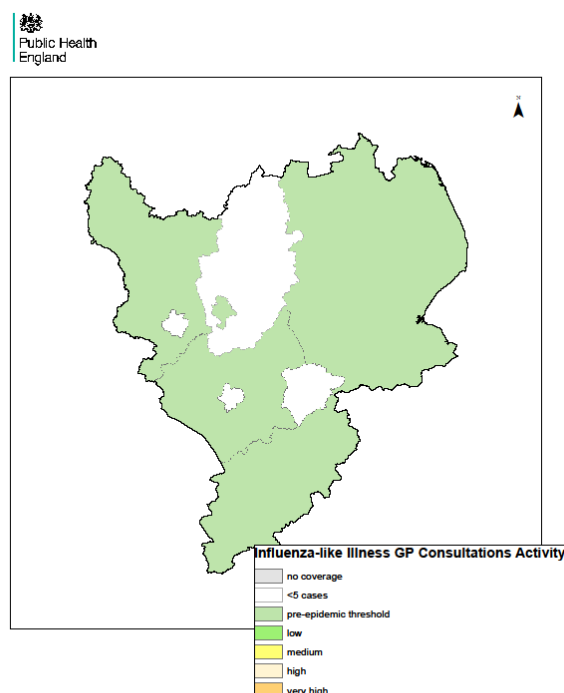 Public Health
England
N
Influenza-like Illness GP Consultations Activity
no coverage
<5 cases
pre-epidemic threshold
low
medium
high
very high